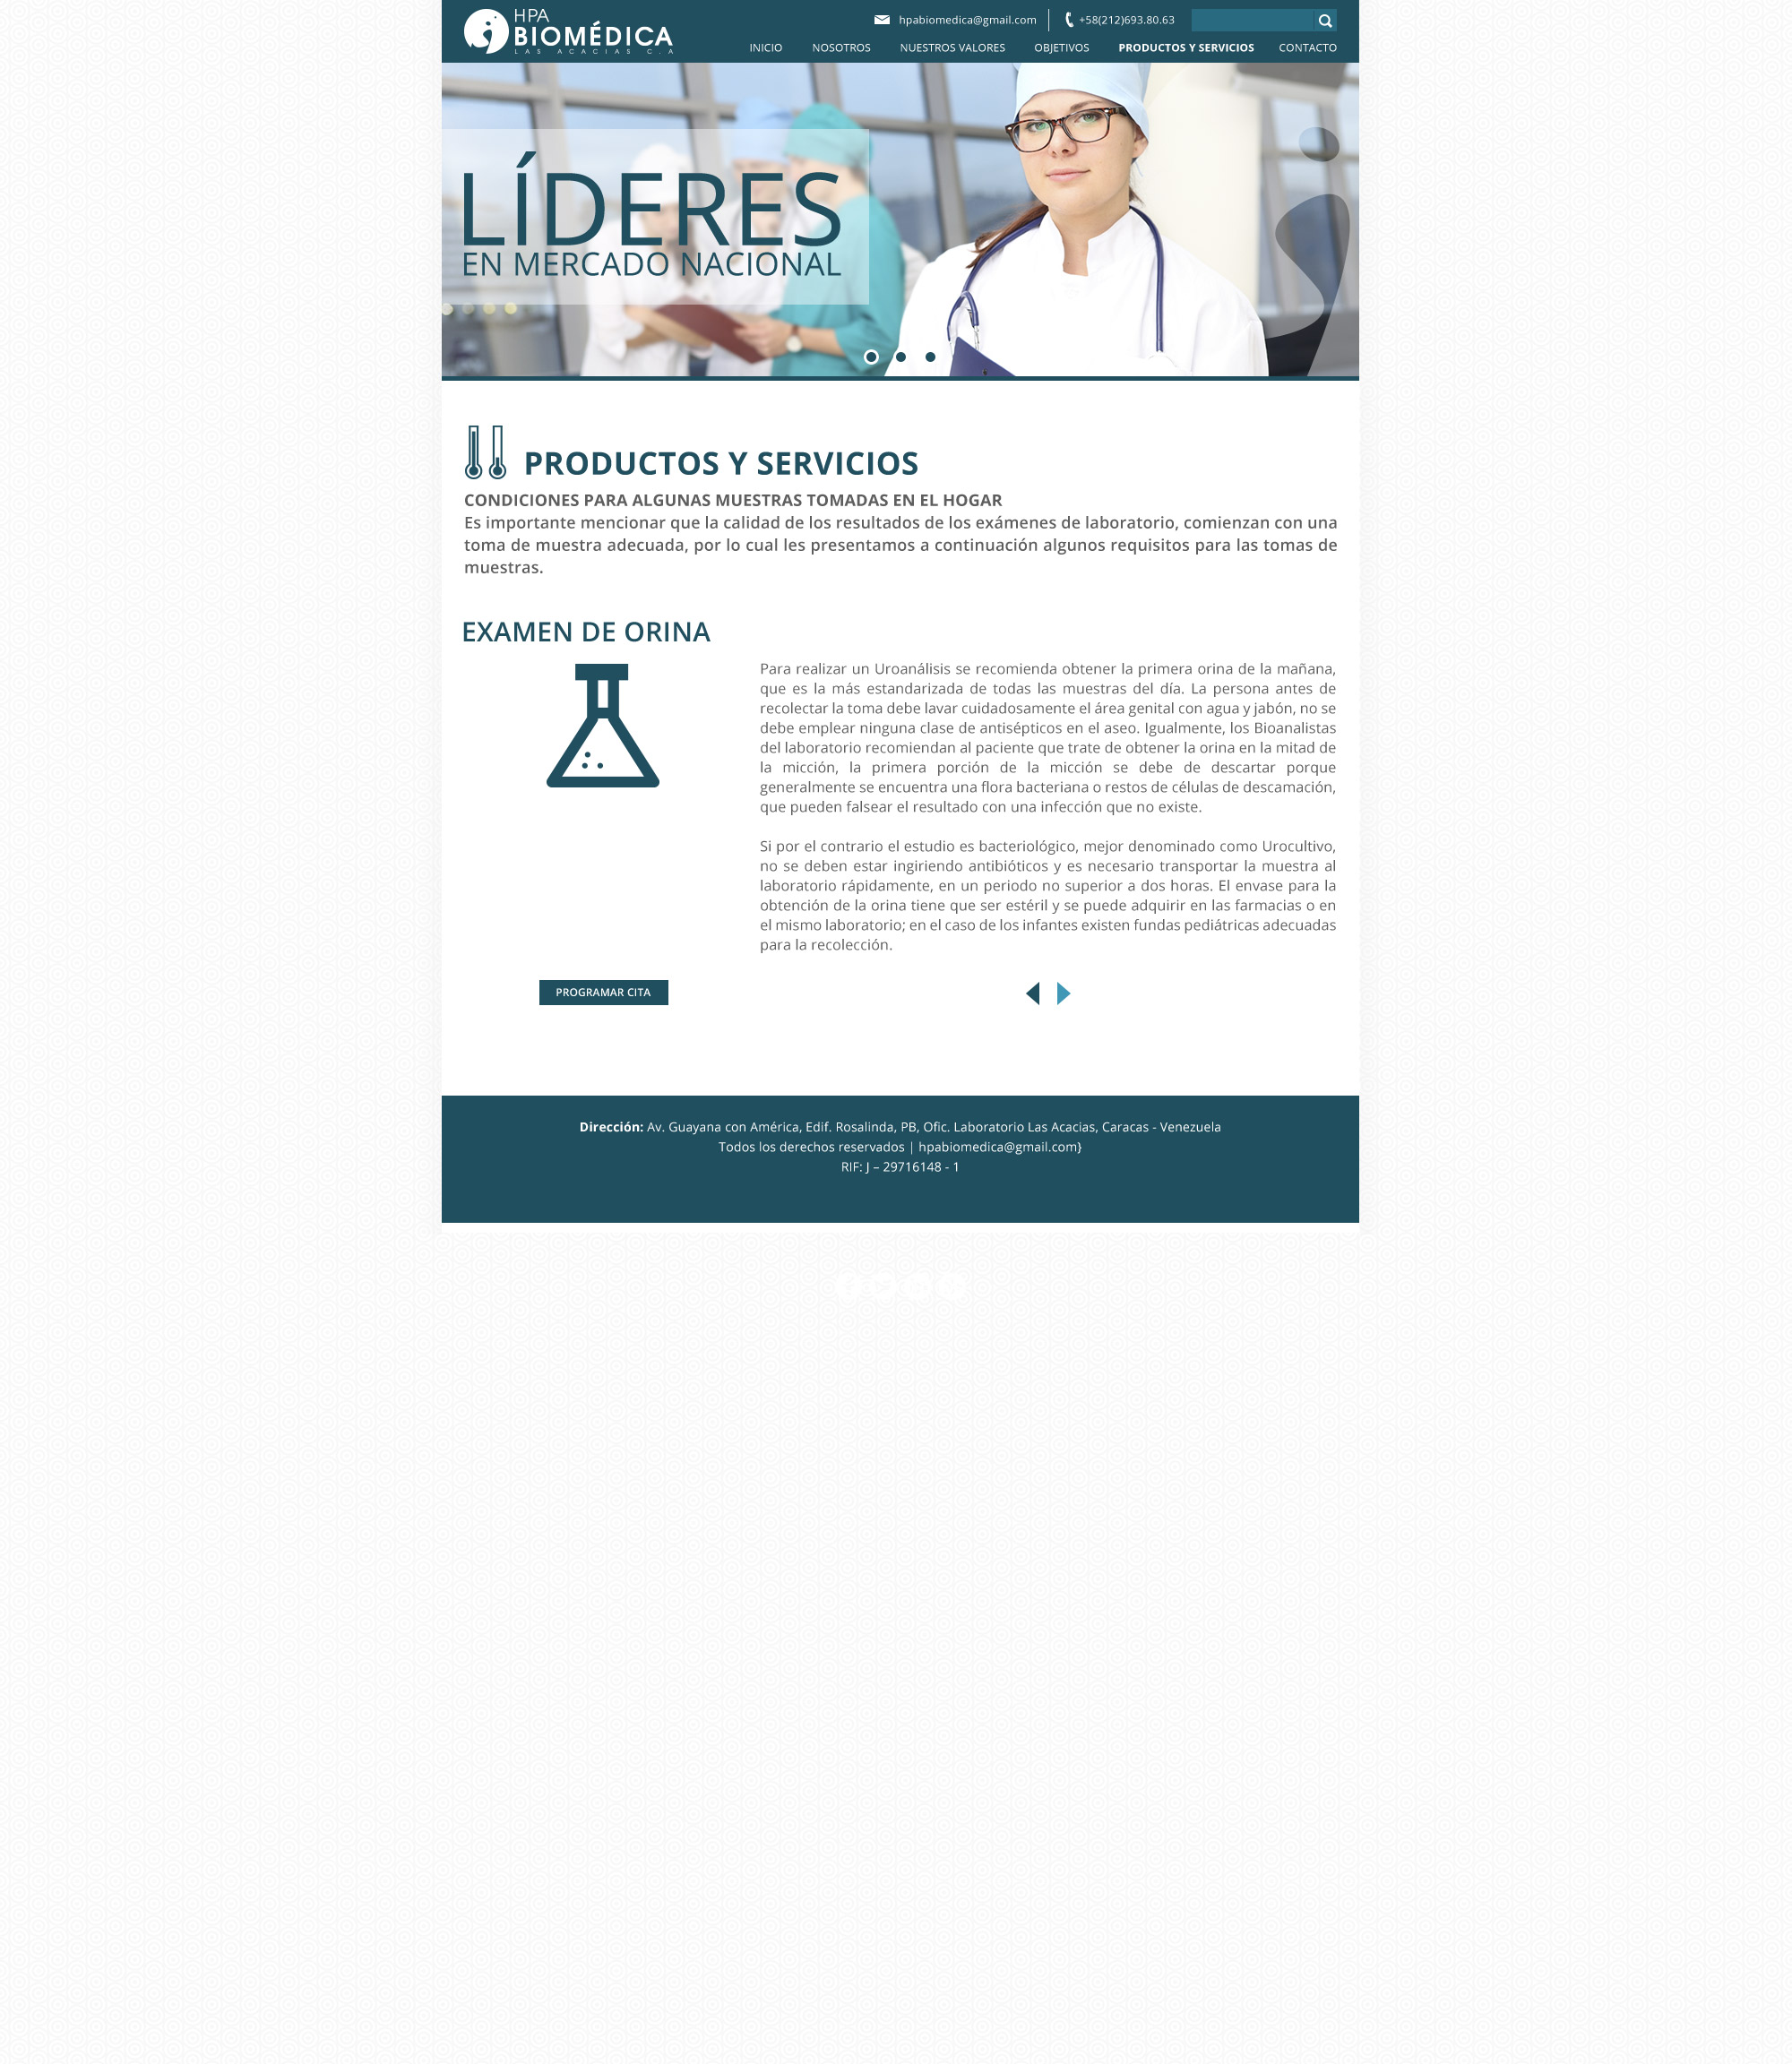 HPA
BIOMÉDICA
LAS ACACIAS C.A
hpabiomedica@gmail.com
+58(212)693.80.63
INICIO NOSOTROS NUESTROS VALORES OBJETIVOS PRODUCTOS Y SERVICIOS CONTACTO
LÍDERES
EN MERCADO NACIONAL
PRODUCTOS Y SERVICIOS
CONDICIONES PARA ALGUNAS MUESTRAS TOMADAS EN EL HOGAR
Es importante mencionar que la calidad de los resultados de los exámenes de laboratorio, comienzan con una
toma de muestra adecuada, por lo cual les presentamos a continuación algunos requisitos para las tomas de
muestras.
EXAMEN DE ORINA
Para realizar un Uroanálisis se recomienda obtener la primera orina de la mañana,
que es la más estandarizada de todas las muestras del día. La persona antes de
recolectar la toma debe lavar cuidadosamente el área genital con agua y jabón, no se
debe emplear ninguna clase de antisépticos en el aseo. Igualmente, los Bioanalistas
del laboratorio recomiendan al paciente que trate de obtener la orina en la mitad de
la micción, la primera porción de la micción se debe de descartar porque
generalmente se encuentra una flora bacteriana o restos de células de descamación,
que pueden falsear el resultado con una infección que no existe.
Si por el contrario el estudio es bacteriológico, mejor denominado como Urocultivo,
no se deben estar ingiriendo antibióticos y es necesario transportar la muestra al
laboratorio rápidamente, en un periodo no superior a dos horas. El envase para la
obtención de la orina tiene que ser estéril y se puede adquirir en las farmacias o en
el mismo laboratorio; en el caso de los infantes existen fundas pediátricas adecuadas
para la recolección.
PROGRAMAR CITA
Dirección: Av. Guayana con América, Edif. Rosalinda, PB, Ofic. Laboratorio Las Acacias, Caracas - Venezuela
Todos los derechos reservados | hpabiomedica@gmail.com}
RIF: J – 29716148 - 1